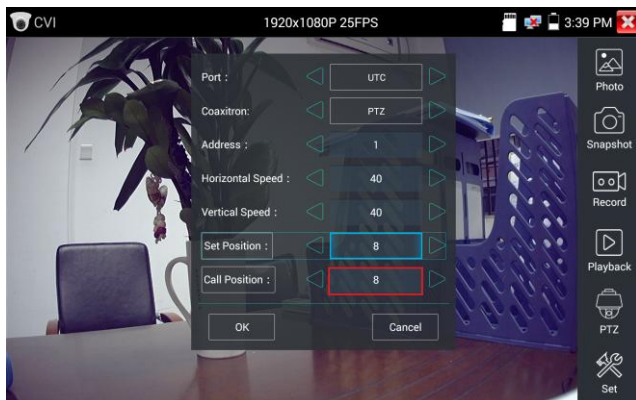 CVI 1920x1080P 25FPS 3:39 PM
Port : UTC
Coaxitron: PTZ
Address : 1
Horizontal Speed : 40
Vertical Speed : 40
Set Position : 8
Call Position : 8
OK Cancel
Photo
Snapshot
Record
Playback
PTZ
Set